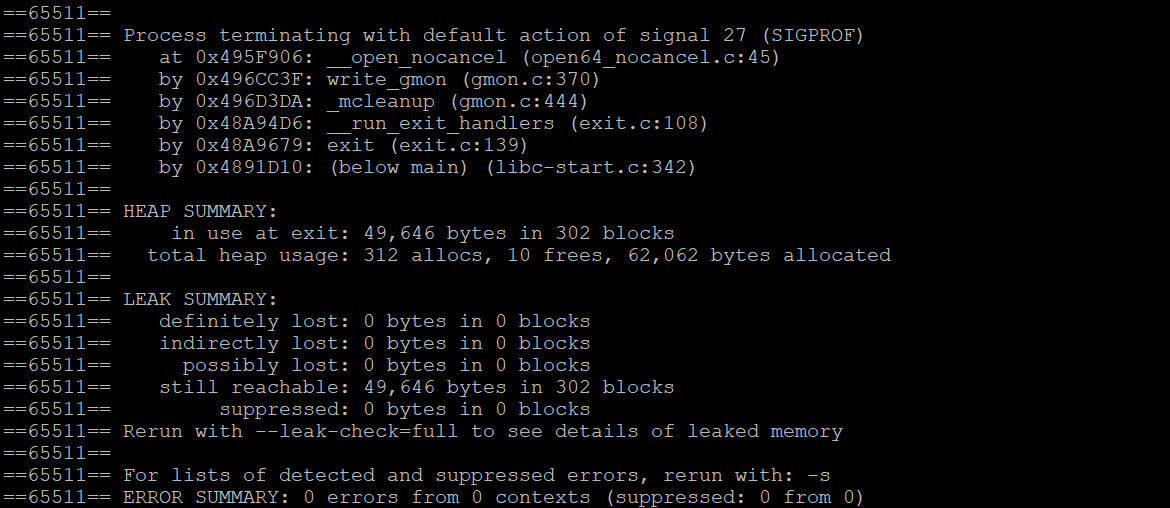 ==65511==
==65511== Process terminating with default action of signal 27 (SIGPROF)
==65511==    at 0x495F906: __open_nocancel (open64_nocancel.c:45)
==65511==    by 0x496CC3F: write_gmon (gmon.c:370)
==65511==    by 0x496D3DA: _mcleanup (gmon.c:444)
==65511==    by 0x48A94D6: __run_exit_handlers (exit.c:108)
==65511==    by 0x48A9679: exit (exit.c:139)
==65511==    by 0x4891D10: (below main) (libc-start.c:342)
==65511==
==65511== HEAP SUMMARY:
==65511==     in use at exit: 49,646 bytes in 302 blocks
==65511==   total heap usage: 312 allocs, 10 frees, 62,062 bytes allocated
==65511==
==65511== LEAK SUMMARY:
==65511==    definitely lost: 0 bytes in 0 blocks
==65511==    indirectly lost: 0 bytes in 0 blocks
==65511==      possibly lost: 0 bytes in 0 blocks
==65511==    still reachable: 49,646 bytes in 302 blocks
==65511==         suppressed: 0 bytes in 0 blocks
==65511== Rerun with --leak-check=full to see details of leaked memory
==65511==
==65511== For lists of detected and suppressed errors, rerun with: -s
==65511== ERROR SUMMARY: 0 errors from 0 contexts (suppressed: 0 from 0)